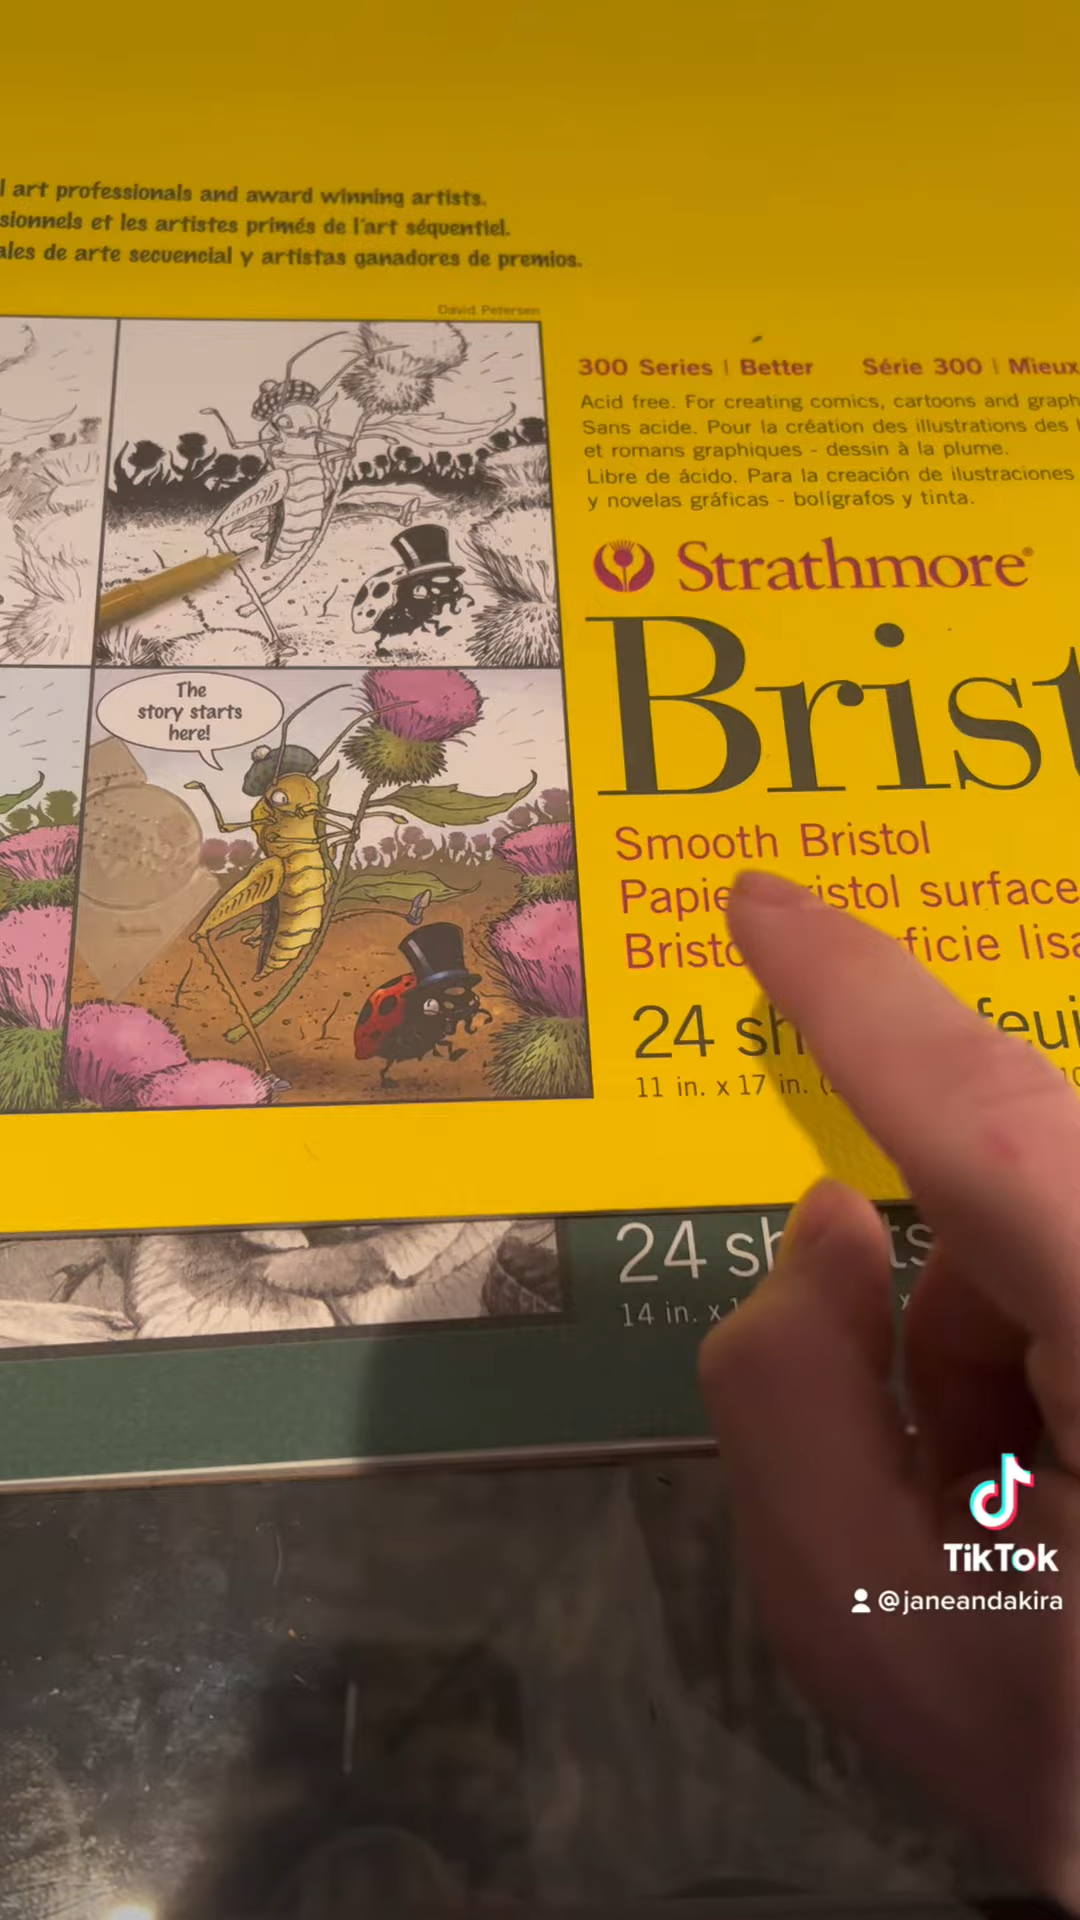 l art professionals and award winning artists.
sionnels et les artistes primés de l'art séquentiel.
ales de arte secuencial y artistas ganadores de premios.
David Petersen
300 Series | Better Série 300 | Mieux
Acid free. For creating comics, cartoons and graph
Sans acide. Pour la création des illustrations des
et romans graphiques - dessin à la plume.
Libre de ácido. Para la creación de ilustraciones
y novelas gráficas - bolígrafos y tinta.
Strathmore®
Brist
The
story starts
here!
Smooth Bristol
Papie istol surface
Bristo ficie lisa
24 sh feui
11 in. x 17 in.
24 sh ts
14 in. x
TikTok
@janeandakira